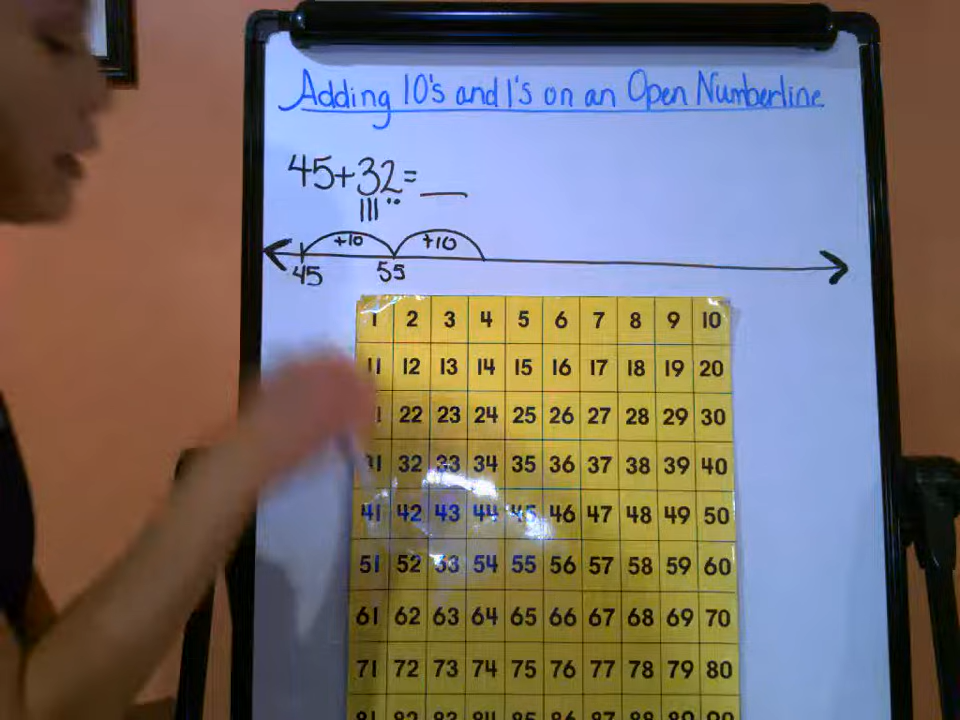 Adding 10's and 1's on an Open Numberline
45+32=
+10 +10
45 55
1 2 3 4 5 6 7 8 9 10
11 12 13 14 15 16 17 18 19 20
22 23 24 25 26 27 28 29 30
31 32 33 34 35 36 37 38 39 40
41 42 43 44 45 46 47 48 49 50
51 52 53 54 55 56 57 58 59 60
61 62 63 64 65 66 67 68 69 70
71 72 73 74 75 76 77 78 79 80